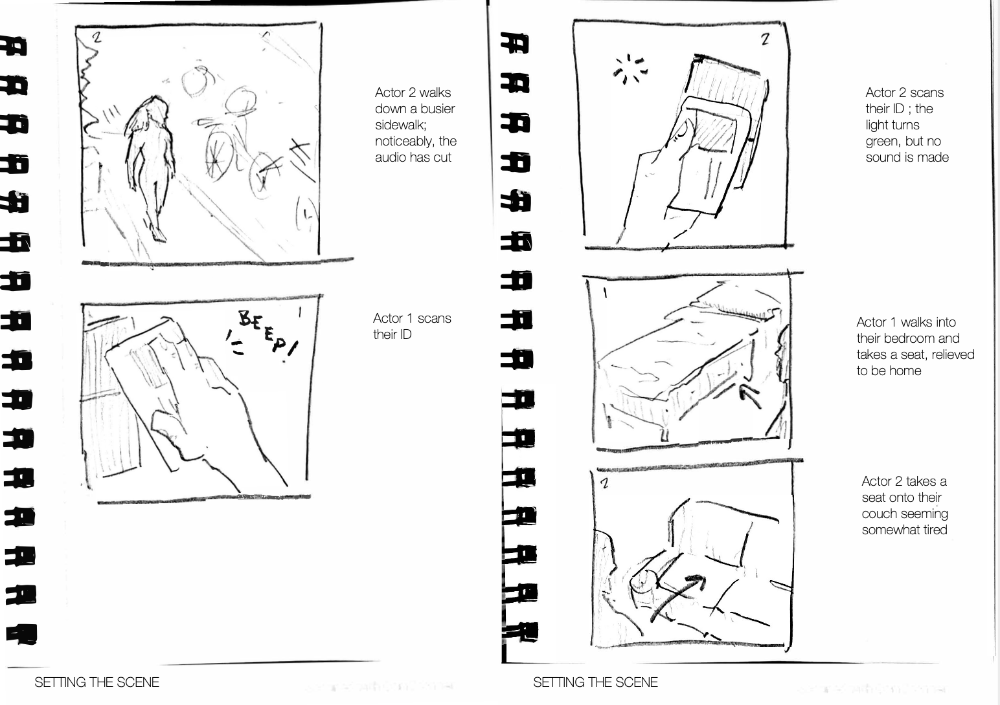 2
Actor 2 walks
down a busier
sidewalk;
noticeably, the
audio has cut
1
BEEP!
Actor 1 scans
their ID
SETTING THE SCENE
2
Actor 2 scans
their ID ; the
light turns
green, but no
sound is made
1
Actor 1 walks into
their bedroom and
takes a seat, relieved
to be home
2
Actor 2 takes a
seat onto their
couch seeming
somewhat tired
SETTING THE SCENE